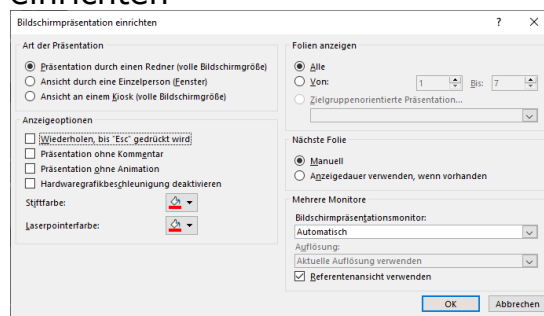 einrichten
Bildschirmpräsentation einrichten ? ×
Art der Präsentation
Präsentation durch einen Redner (volle Bildschirmgröße)
Ansicht durch eine Einzelperson (Fenster)
Ansicht an einem Kiosk (volle Bildschirmgröße)
Anzeigeoptionen
Wiederholen, bis "Esc" gedrückt wird
Präsentation ohne Kommentar
Präsentation ohne Animation
Hardwaregrafikbeschleunigung deaktivieren
Stiftfarbe:
Laserpointerfarbe:
Folien anzeigen
Alle
Von: 1 Bis: 7
Zielgruppenorientierte Präsentation...
Nächste Folie
Manuell
Anzeigedauer verwenden, wenn vorhanden
Mehrere Monitore
Bildschirmpräsentationsmonitor:
Automatisch
Auflösung:
Aktuelle Auflösung verwenden
Referentenansicht verwenden
OK Abbrechen